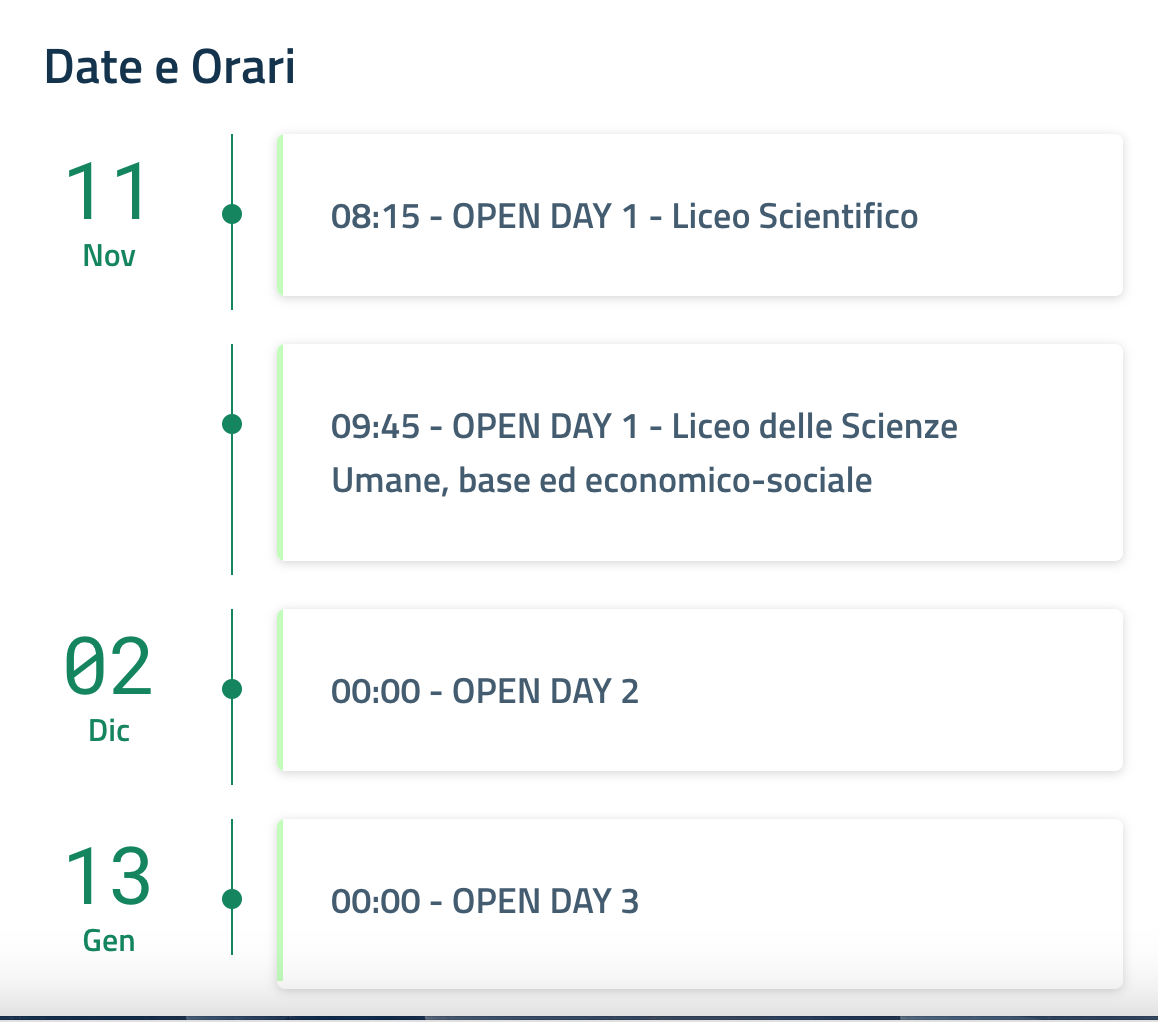 Date e Orari
11
Nov
08:15 - OPEN DAY 1 - Liceo Scientifico
09:45 - OPEN DAY 1 - Liceo delle Scienze
Umane, base ed economico-sociale
02
Dic
00:00 - OPEN DAY 2
13
Gen
00:00 - OPEN DAY 3